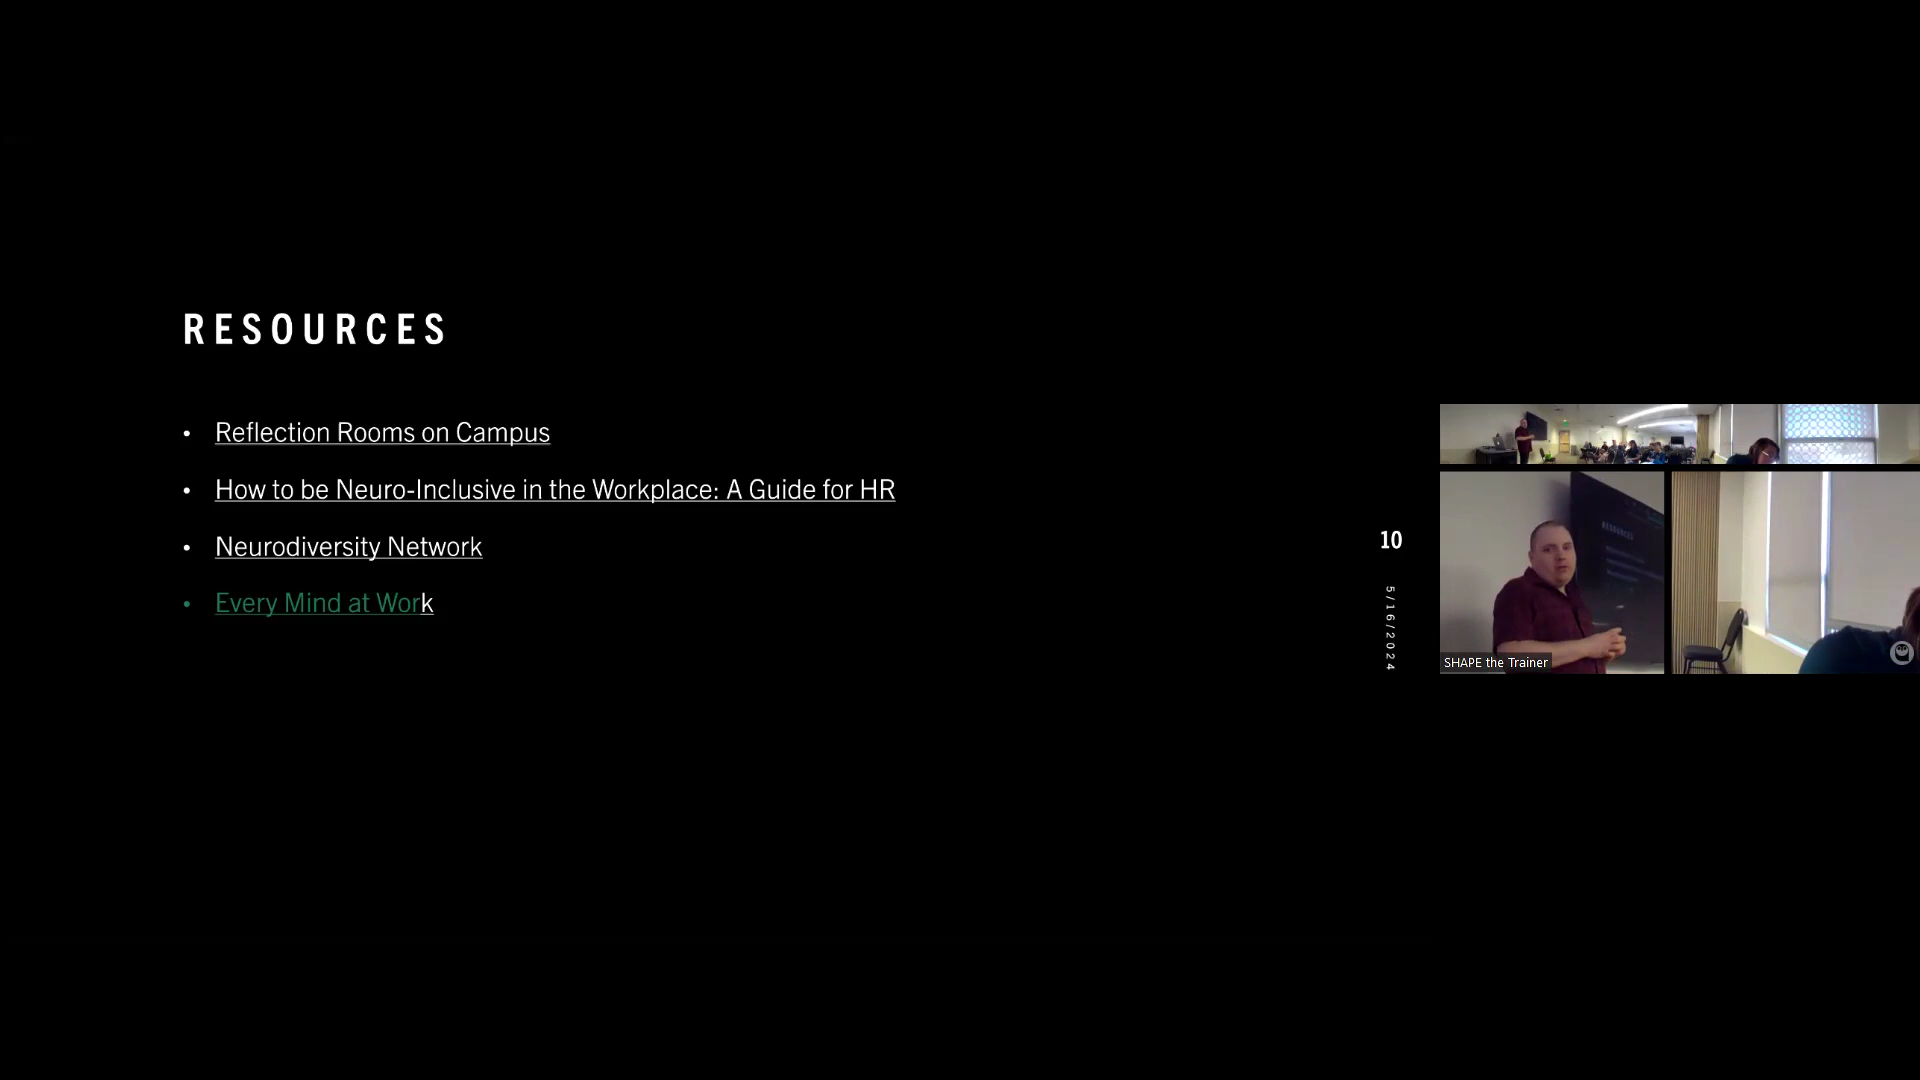 RESOURCES
• Reflection Rooms on Campus
• How to be Neuro-Inclusive in the Workplace: A Guide for HR
• Neurodiversity Network
• Every Mind at Work
10
5/16/2024
RESOURCES
SHAPE the Trainer